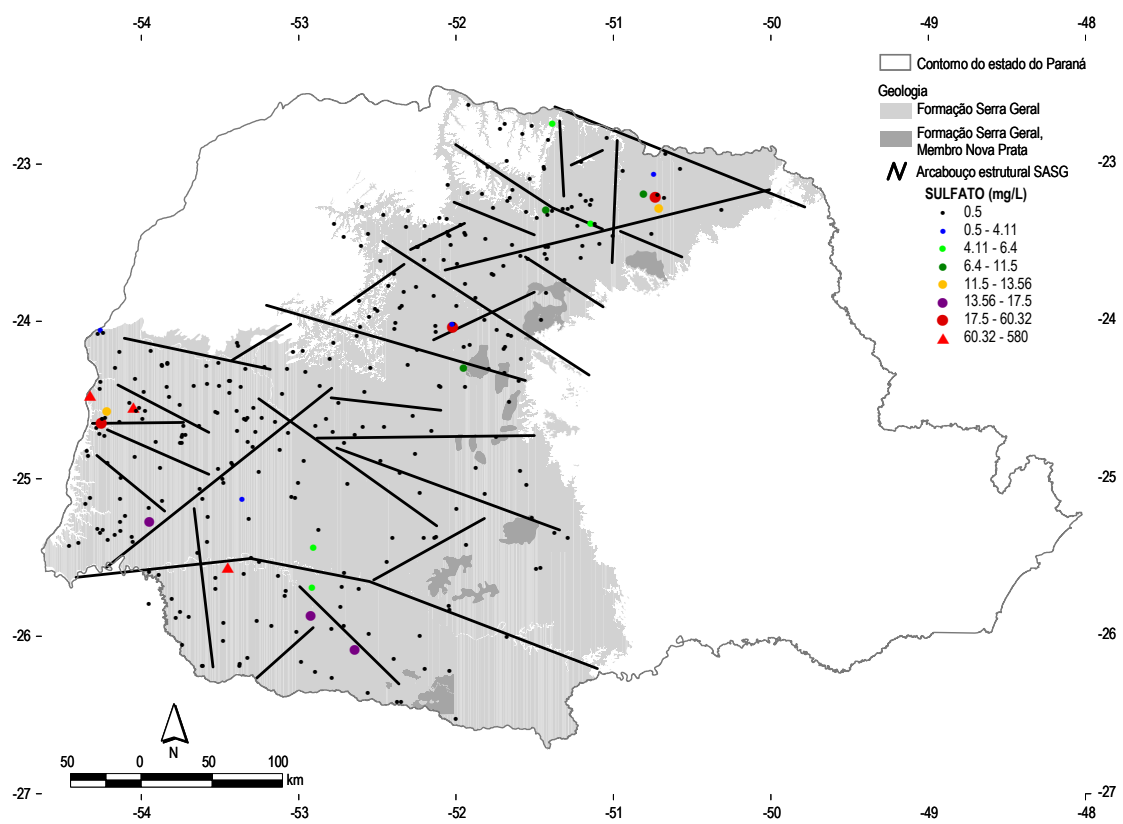 -54 -53 -52 -51 -50 -49 -48
Contorno do estado do Paraná
Geologia
Formação Serra Geral
Formação Serra Geral,
Membro Nova Prata
Arcabouço estrutural SASG
SULFATO (mg/L)
0.5
0.5 - 4.11
4.11 - 6.4
6.4 - 11.5
11.5 - 13.56
13.56 - 17.5
17.5 - 60.32
60.32 - 580
-23 -23
-24 -24
-25 -25
-26 -26
N
50 0 50 100
km
-27 -27
-54 -53 -52 -51 -50 -49 -48